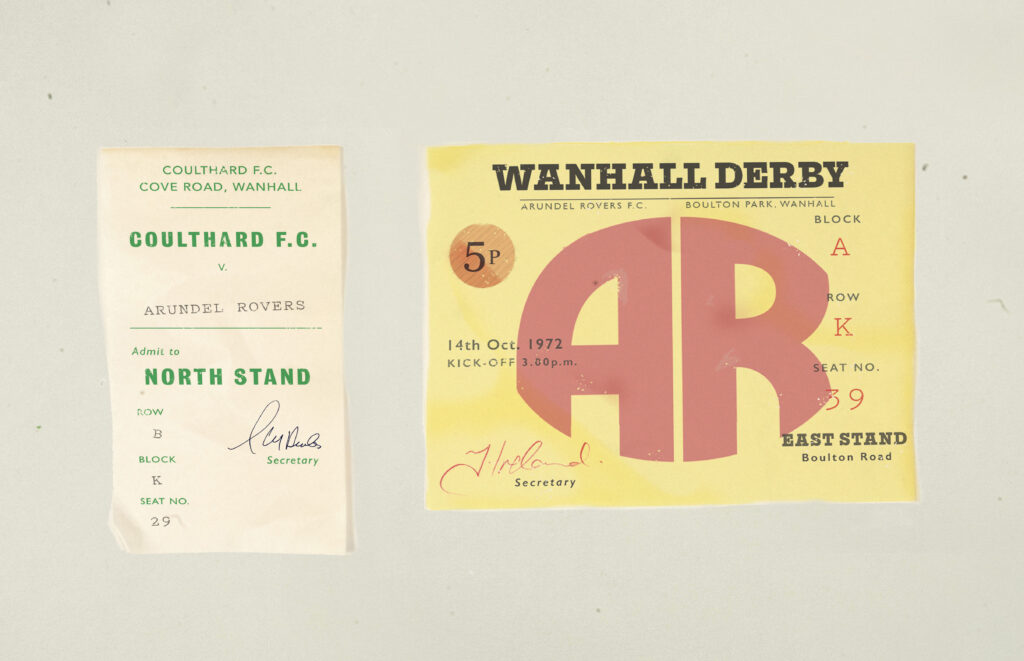 COULTHARD F.C.
COVE ROAD, WANHALL
COULTHARD F.C.
V.
ARUNDEL ROVERS
Admit to
NORTH STAND
ROW
B
BLOCK
K
Secretary
SEAT NO.
29
WANHALL DERBY
ARUNDEL ROVERS F.C. BOULTON PARK, WANHALL
BLOCK
A
5P
AR
ROW
K
14th Oct. 1972
KICK-OFF 3.00p.m.
SEAT NO.
39
EAST STAND
Boulton Road
J. Ireland.
Secretary